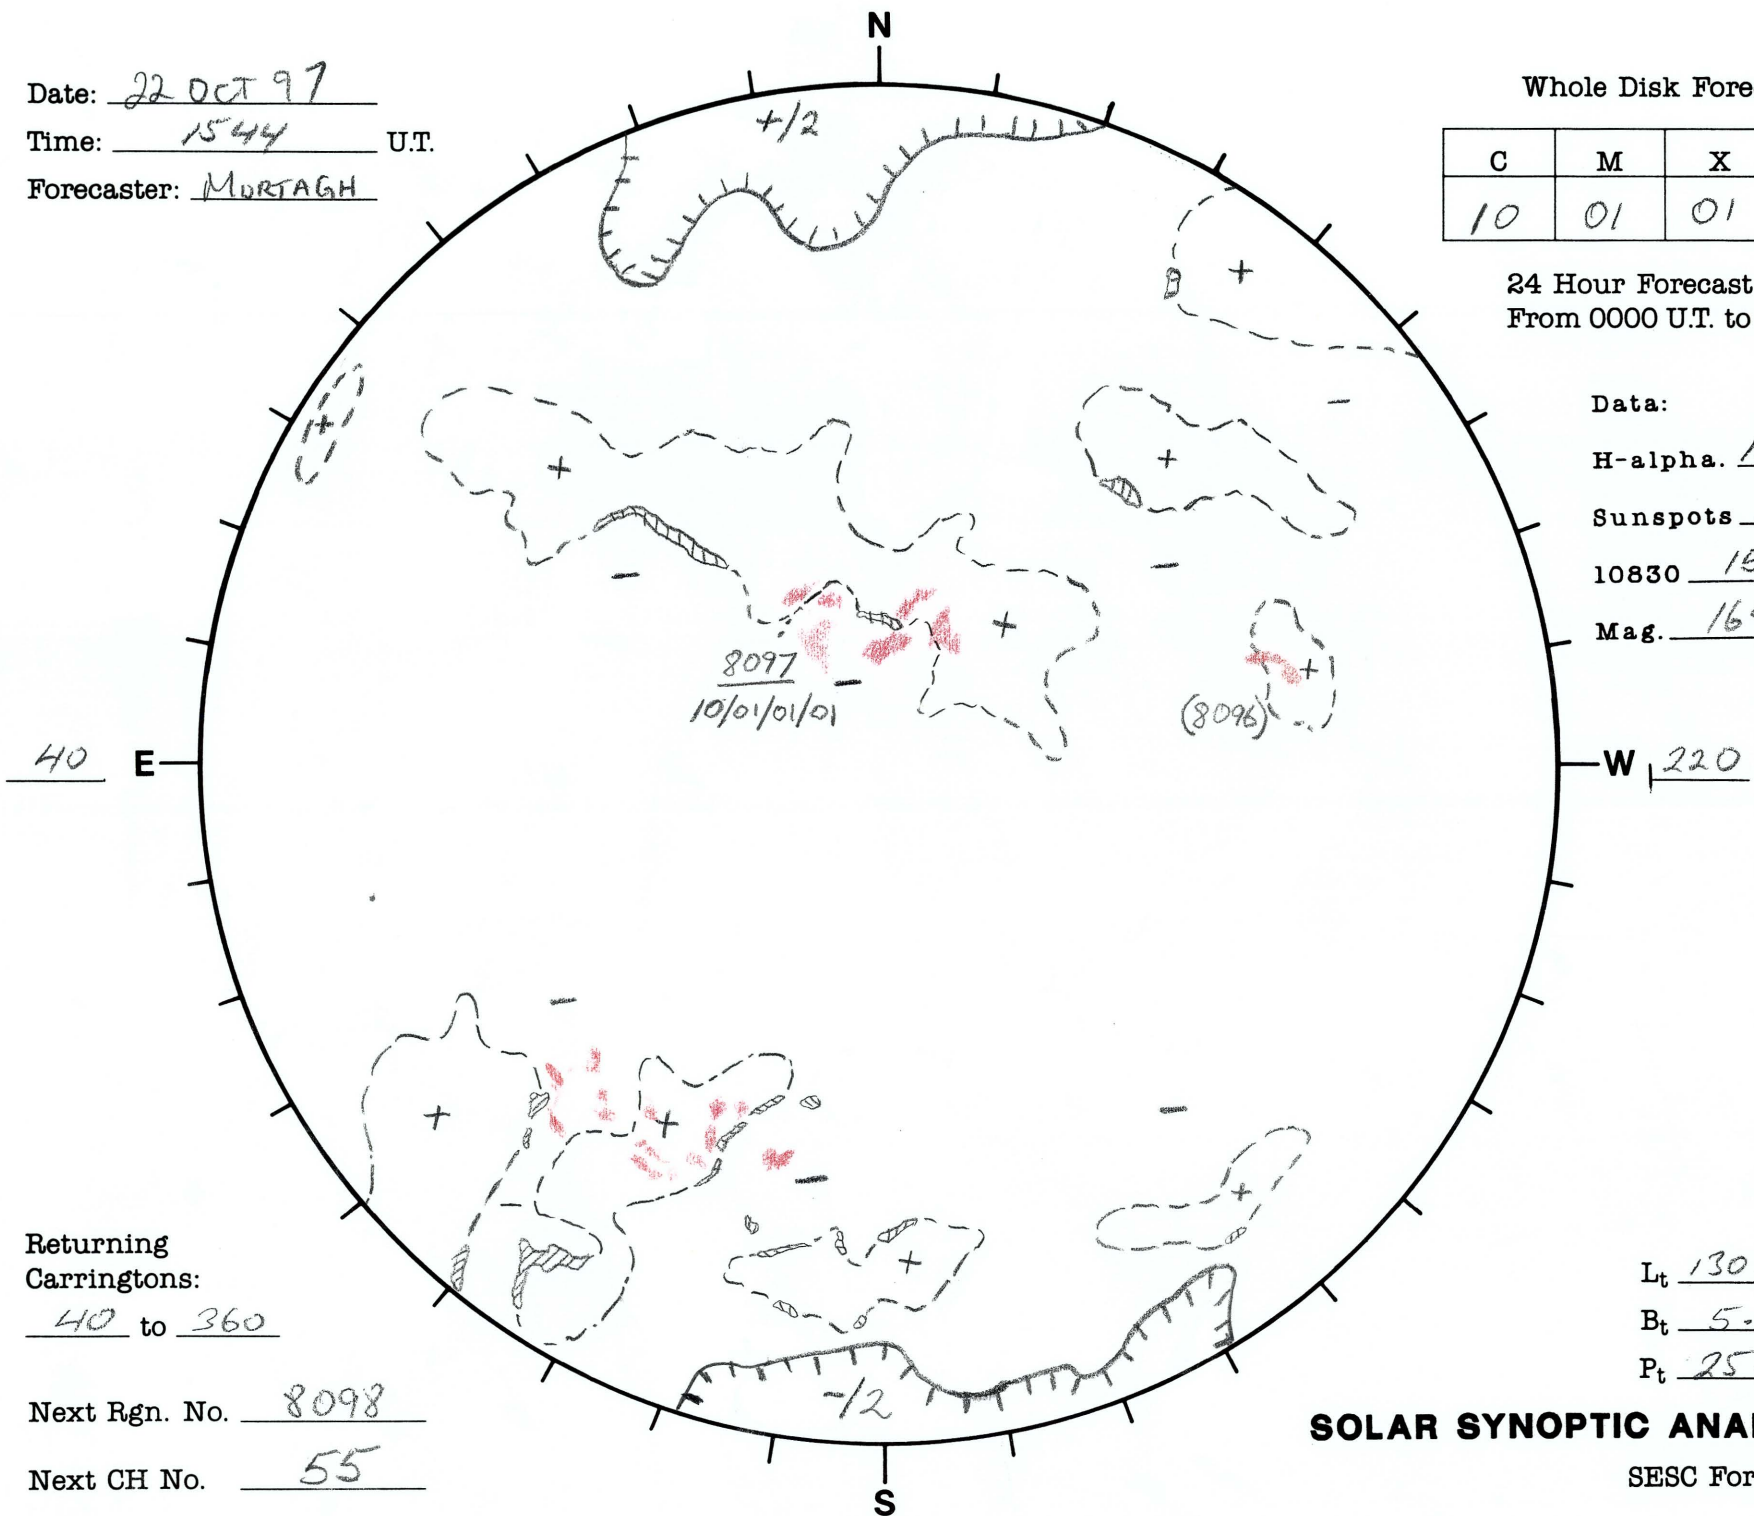 N
Date: 22 OCT 97
Time: 1544 U.T.
Forecaster: MURTAGH
+/2
Whole Disk Fore
C M X
10 01 01
24 Hour Forecast
From 0000 U.T. to
Data:
H-alpha.
Sunspots
10830
Mag.
8097
10/01/01/01
(8096)
40 E
W 220
Returning
Carringtons:
40 to 360
Next Rgn. No. 8098
Next CH No. 55
-/2
Lt 130
Bt 5.
Pt 25
SOLAR SYNOPTIC ANA
SESC For
S